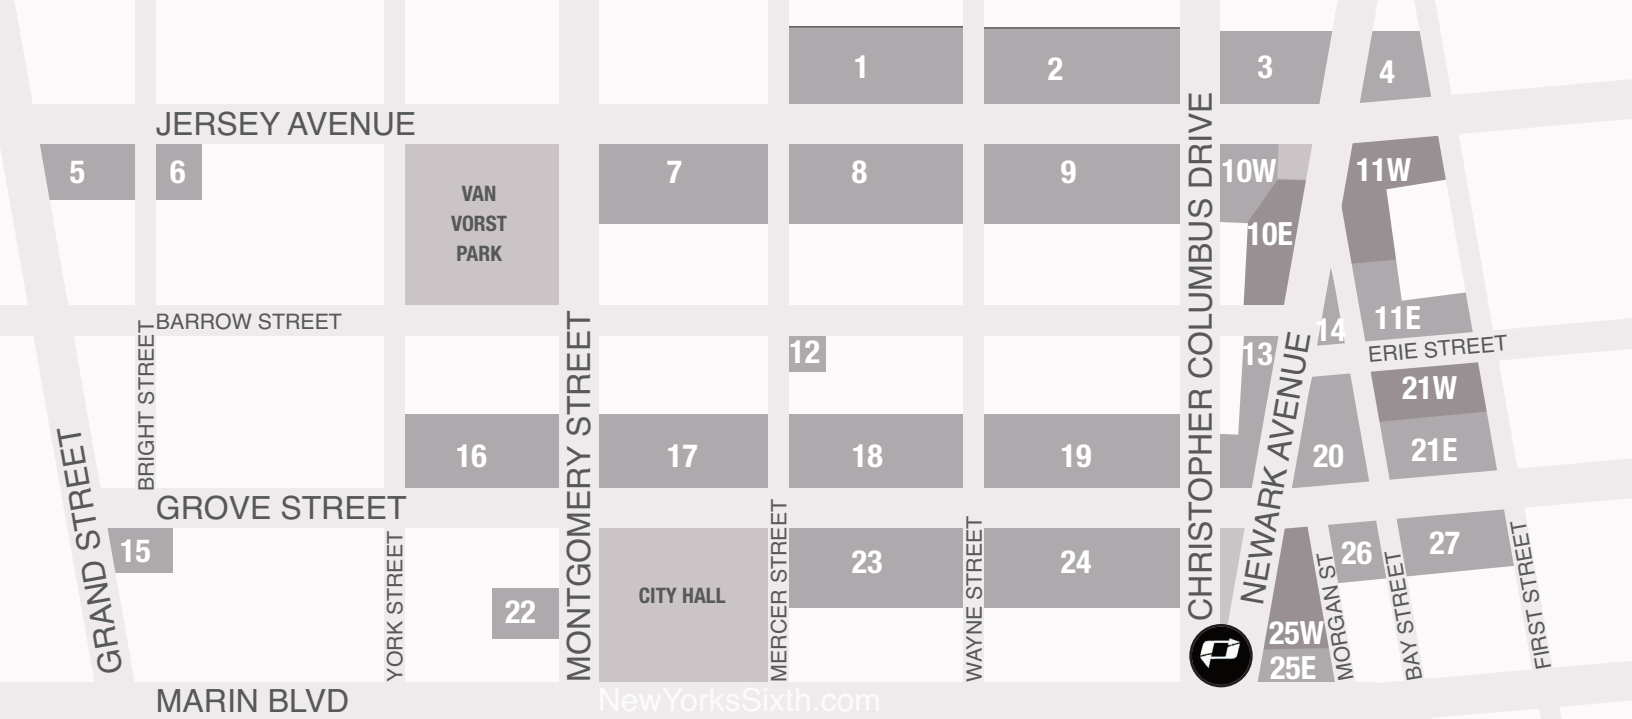 1
2
3
4
JERSEY AVENUE
5
6
VAN
VORST
PARK
7
8
9
10W
10E
11W
11E
BARROW STREET
BRIGHT STREET
12
13
14
ERIE STREET
CHRISTOPHER COLUMBUS DRIVE
NEWARK AVENUE
MONTGOMERY STREET
GRAND STREET
16
17
18
19
20
21W
21E
GROVE STREET
15
YORK STREET
22
CITY HALL
MERCER STREET
23
WAYNE STREET
24
25W
25E
MORGAN ST
26
BAY STREET
27
FIRST STREET
MARIN BLVD
NewYorksSixth.com